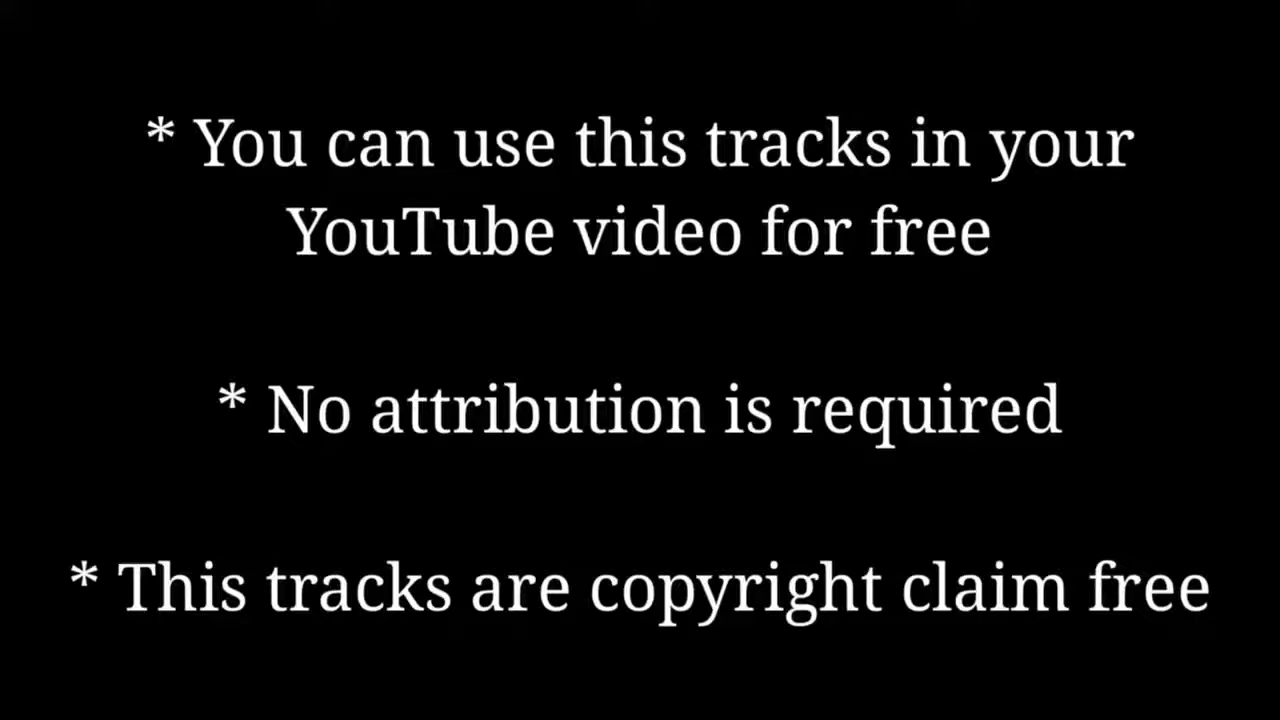 * You can use this tracks in your
YouTube video for free
* No attribution is required
* This tracks are copyright claim free